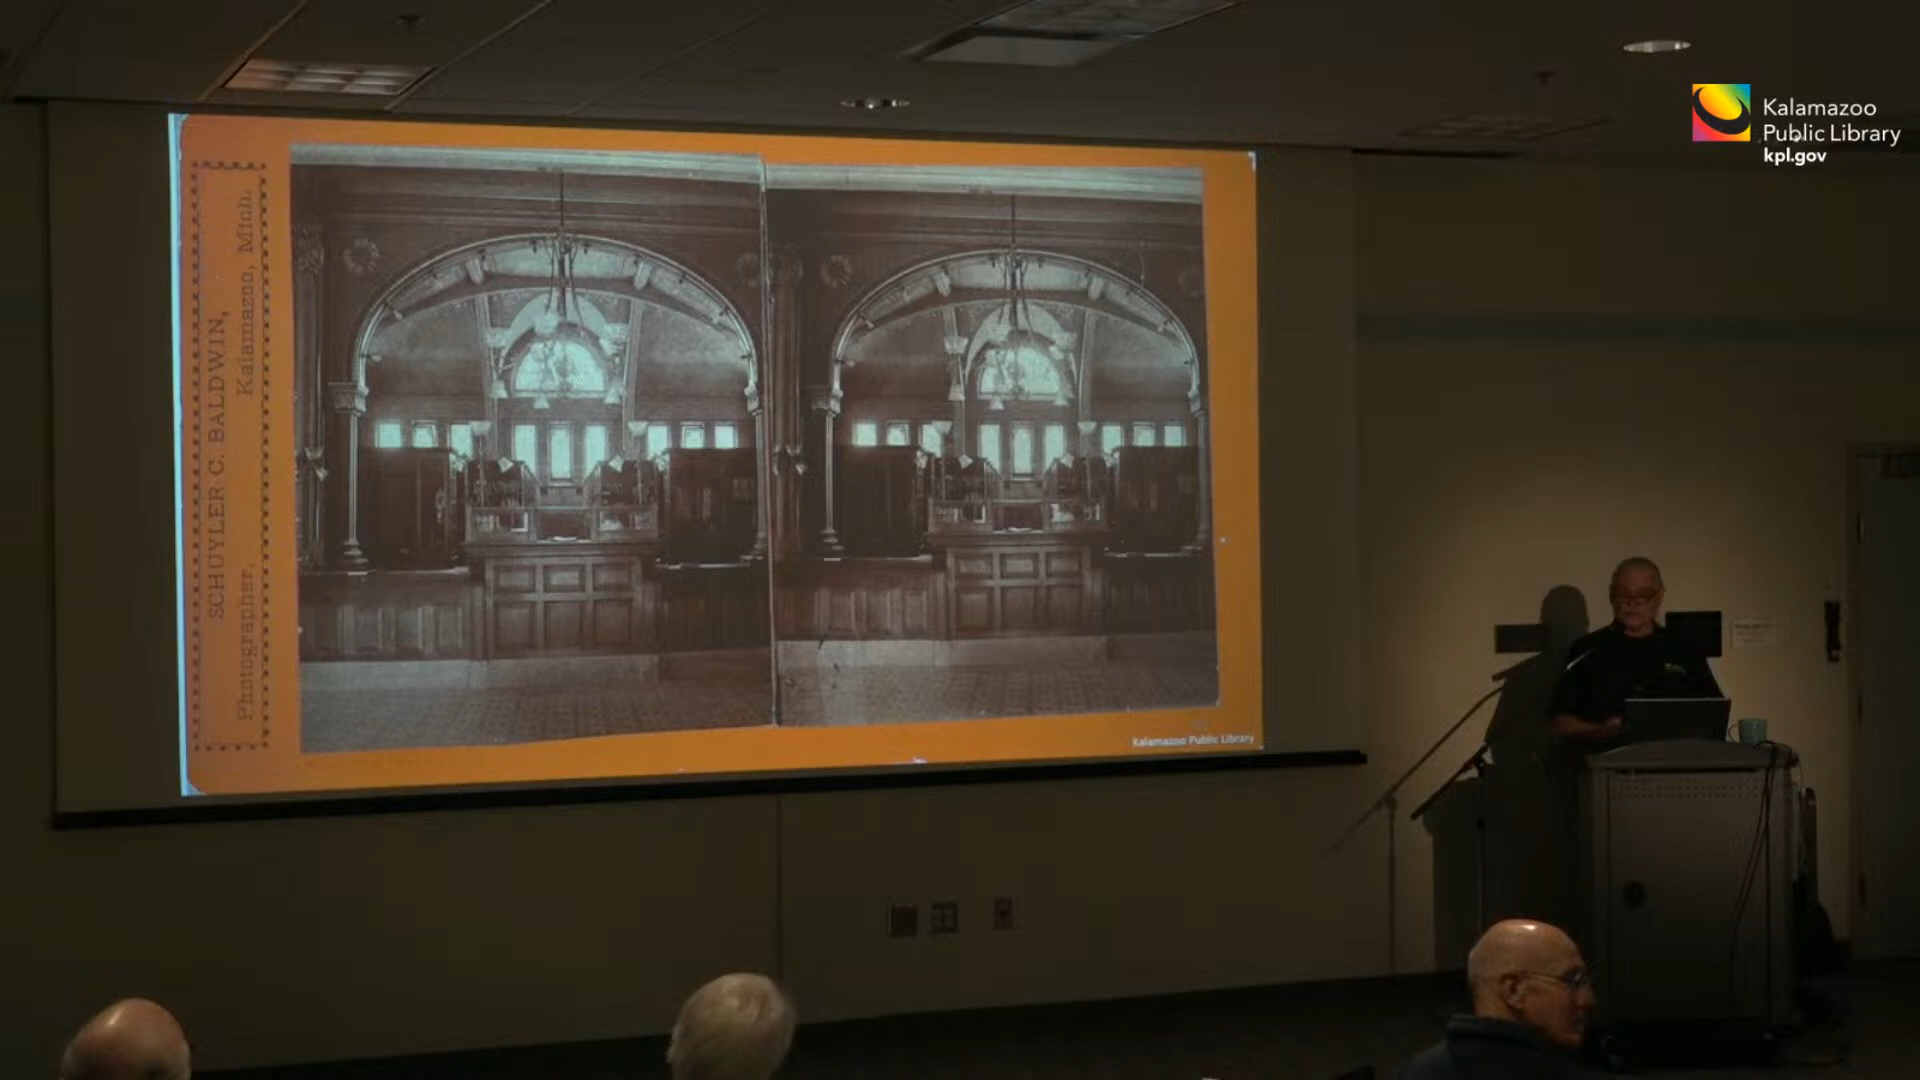 Kalamazoo
Public Library
kpl.gov
SCHUYLER C. BALDWIN,
Photographer, Kalamazoo, Mich.
Kalamazoo Public Library